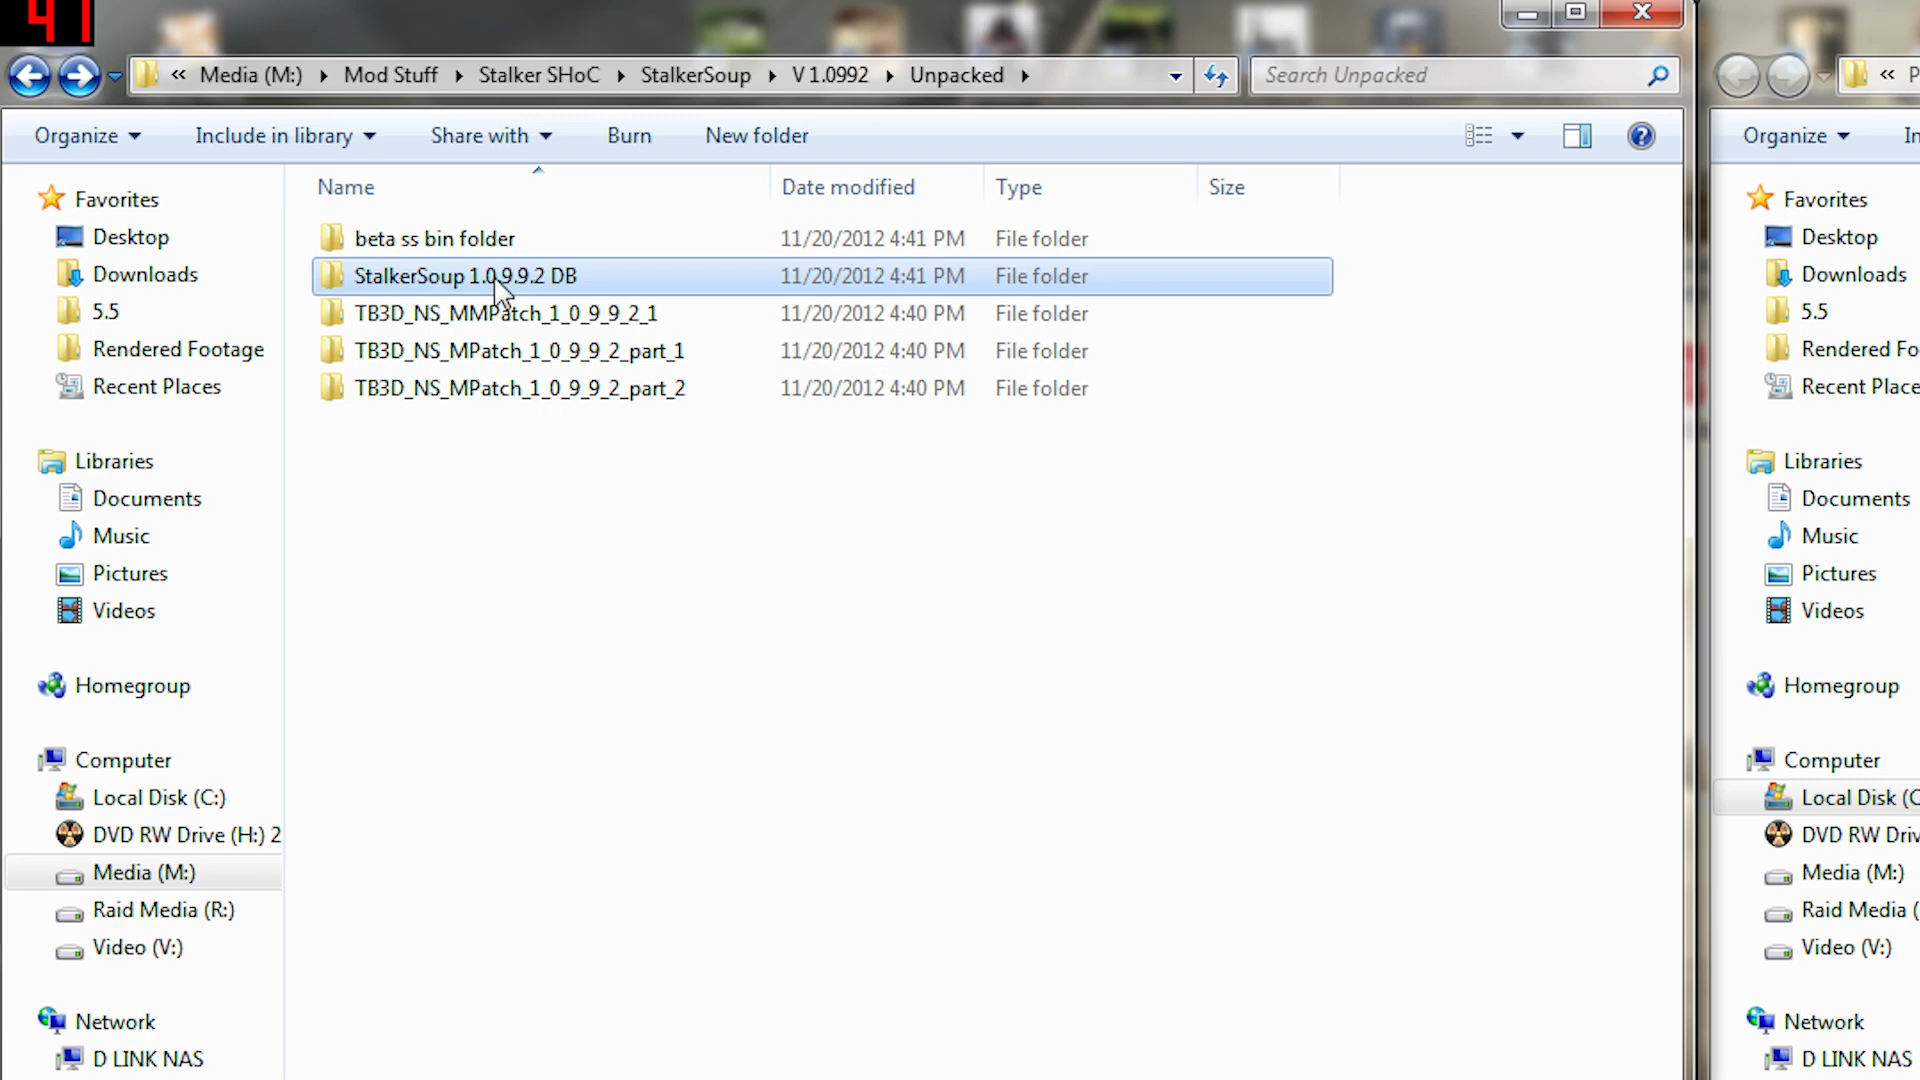 41
« Media (M:) ▸ Mod Stuff ▸ Stalker SHoC ▸ StalkerSoup ▸ V 1.0992 ▸ Unpacked ▸
Search Unpacked
«
Organize
Include in library
Share with
Burn
New folder
Organize
Name
Date modified
Type
Size
beta ss bin folder 11/20/2012 4:41 PM File folder
StalkerSoup 1.0.9.9.2 DB 11/20/2012 4:41 PM File folder
TB3D_NS_MMPatch_1_0_9_9_2_1 11/20/2012 4:40 PM File folder
TB3D_NS_MPatch_1_0_9_9_2_part_1 11/20/2012 4:40 PM File folder
TB3D_NS_MPatch_1_0_9_9_2_part_2 11/20/2012 4:40 PM File folder
Favorites
Desktop
Downloads
5.5
Rendered Footage
Recent Places
Libraries
Documents
Music
Pictures
Videos
Homegroup
Computer
Local Disk (C:)
DVD RW Drive (H:) 2
Media (M:)
Raid Media (R:)
Video (V:)
Network
D LINK NAS
Favorites
Desktop
Downloads
5.5
Rendered Fo
Recent Place
Libraries
Documents
Music
Pictures
Videos
Homegroup
Computer
Local Disk (C
DVD RW Driv
Media (M:)
Raid Media (
Video (V:)
Network
D LINK NAS